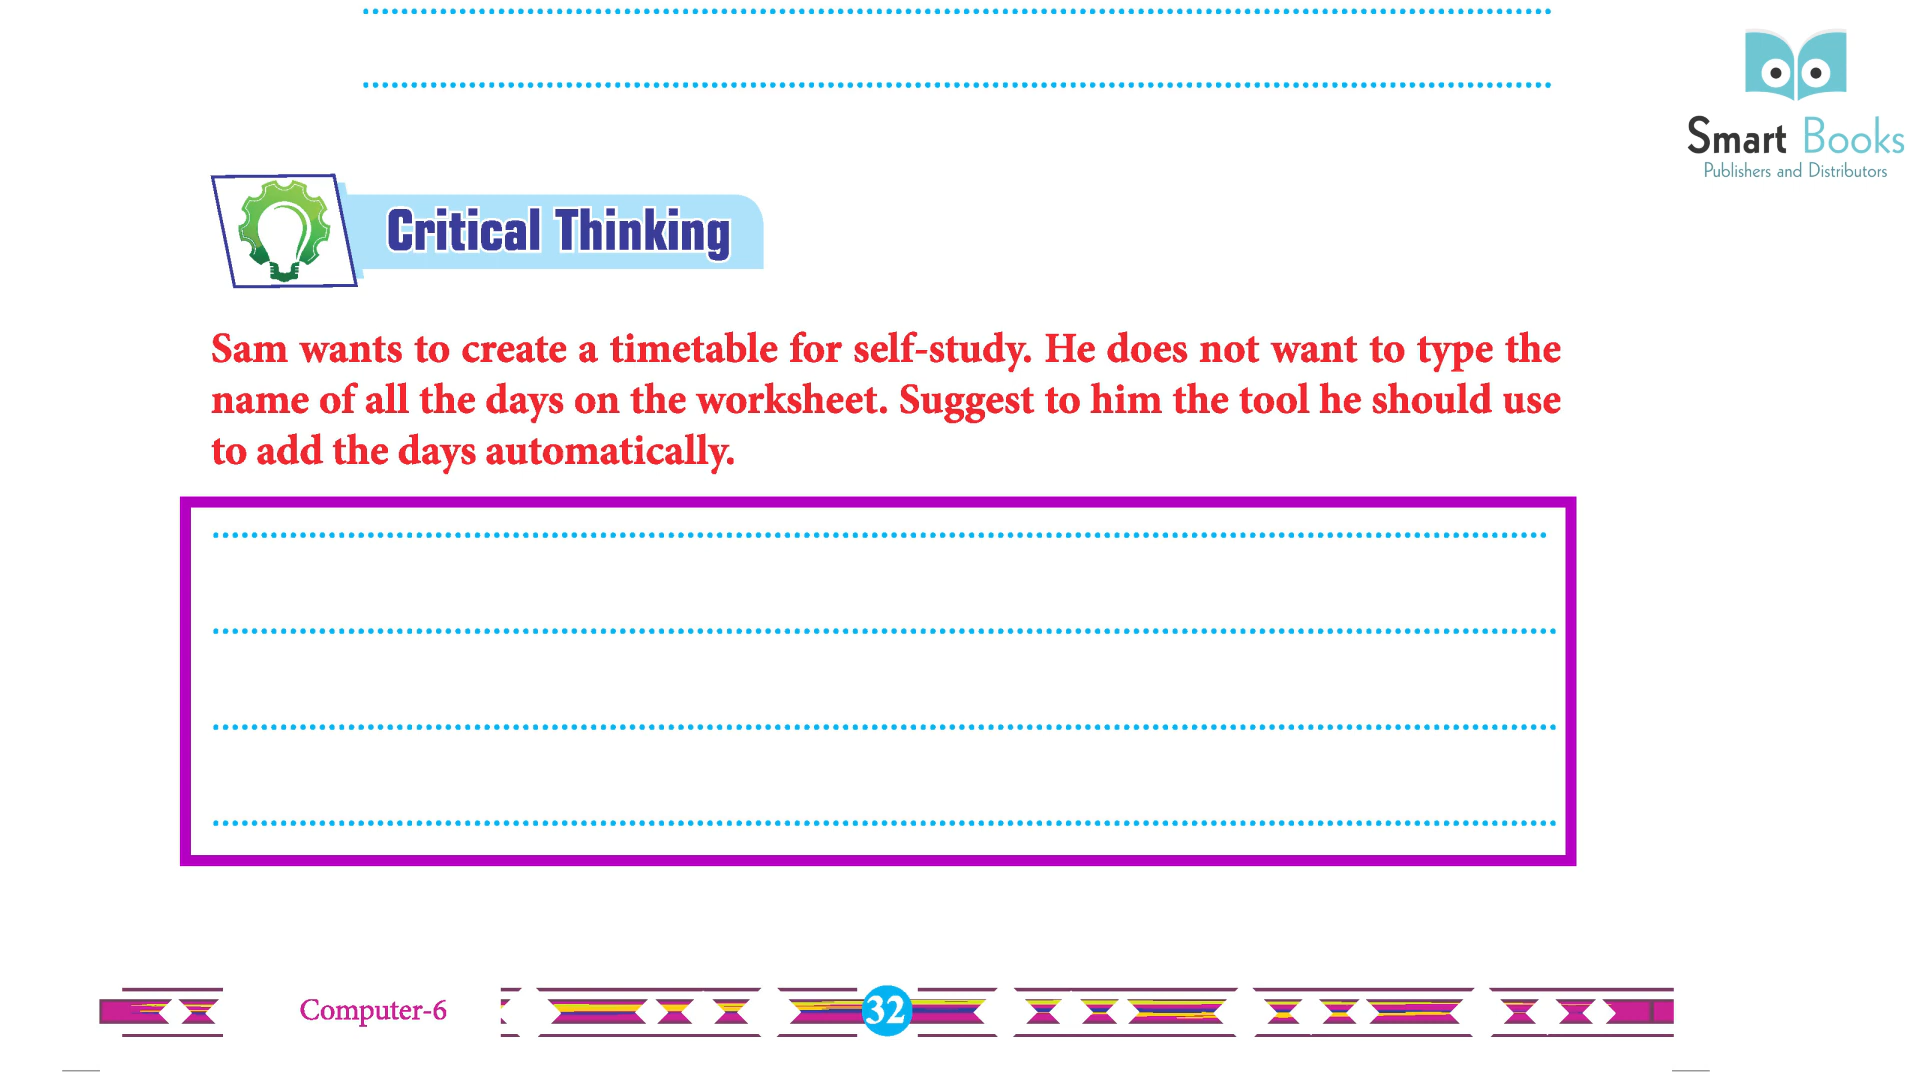 Smart Books
Publishers and Distributors
Critical Thinking
Sam wants to create a timetable for self-study. He does not want to type the
name of all the days on the worksheet. Suggest to him the tool he should use
to add the days automatically.
Computer-6
32